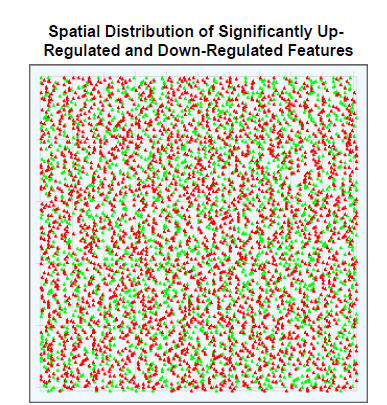 Spatial Distribution of Significantly Up-
Regulated and Down-Regulated Features